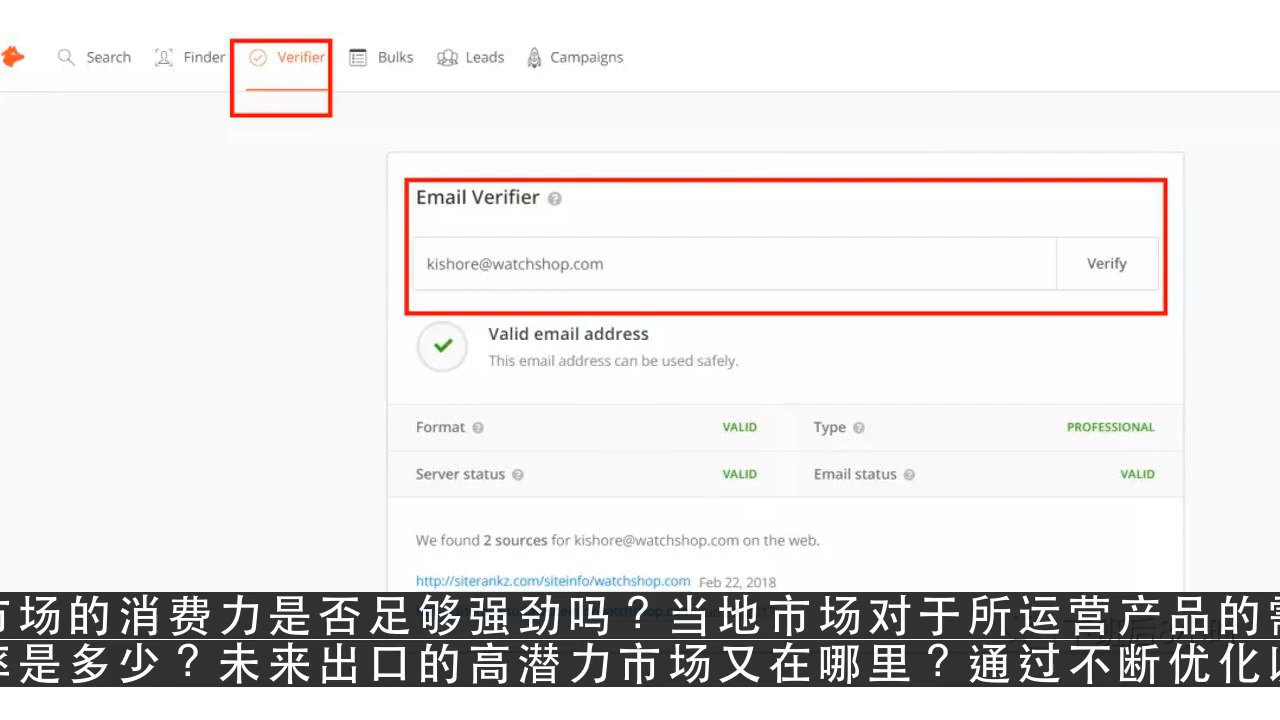 Search Finder Verifier Bulks Leads Campaigns
Email Verifier
kishore@watchshop.com Verify
Valid email address
This email address can be used safely.
Format VALID Type PROFESSIONAL
Server status VALID Email status VALID
We found 2 sources for kishore@watchshop.com on the web.
http://siterankz.com/siteinfo/watchshop.com Feb 22, 2018
市场的消费力是否足够强劲吗？当地市场对于所运营产品的需
率是多少？未来出口的高潜力市场又在哪里？通过不断优化以